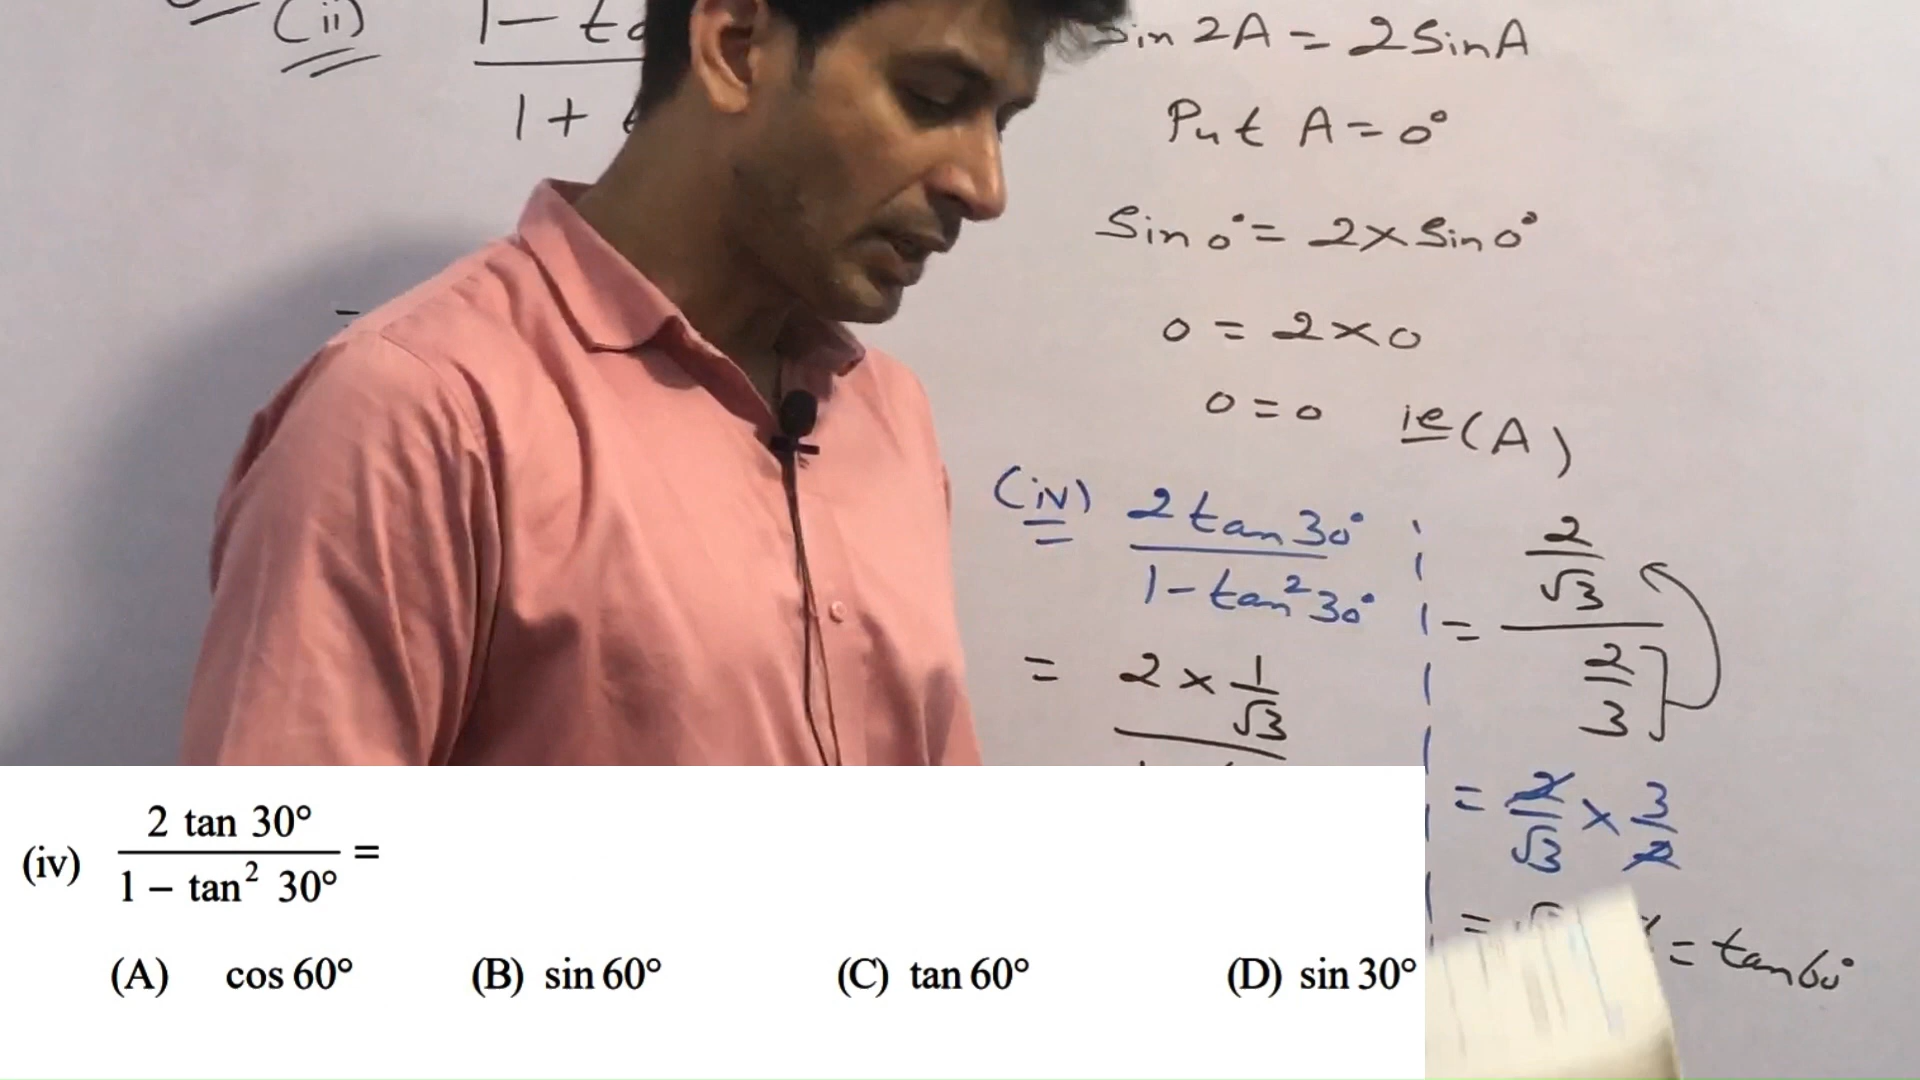 (ii) 1 - ta
1 +
=
Sin 2A = 2 Sin A
Put A = 0°
Sin 0° = 2 × Sin 0°
0 = 2 × 0
0 = 0 ie (A)
(iv) 2 tan 30°
1 - tan² 30°
= 2 × 1/√3
= 2/√3
2/3
= 2/√3 × 3/2
= tan 60°
(iv) 2 tan 30°
1 – tan² 30° =
(A) cos 60° (B) sin 60° (C) tan 60° (D) sin 30°